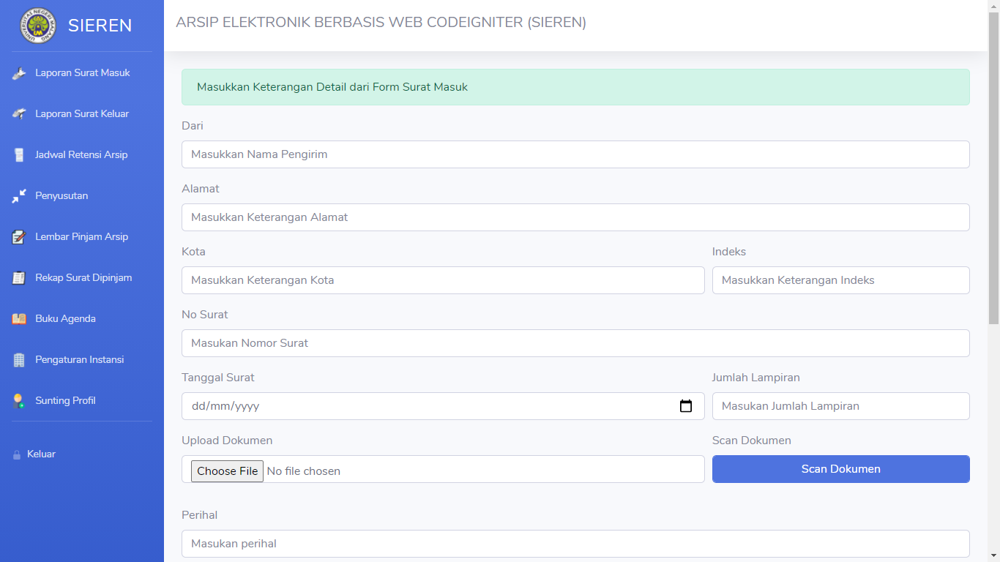 UNIVERSITAS NEGERI MALANG
UM
SIEREN
Laporan Surat Masuk
Laporan Surat Keluar
Jadwal Retensi Arsip
Penyusutan
Lembar Pinjam Arsip
Rekap Surat Dipinjam
Buku Agenda
Pengaturan Instansi
Sunting Profil
Keluar
ARSIP ELEKTRONIK BERBASIS WEB CODEIGNITER (SIEREN)
Masukkan Keterangan Detail dari Form Surat Masuk
Dari
Masukkan Nama Pengirim
Alamat
Masukkan Keterangan Alamat
Kota
Masukkan Keterangan Kota
Indeks
Masukkan Keterangan Indeks
No Surat
Masukan Nomor Surat
Tanggal Surat
dd/mm/yyyy
Jumlah Lampiran
Masukan Jumlah Lampiran
Upload Dokumen
Choose File No file chosen
Scan Dokumen
Scan Dokumen
Perihal
Masukan perihal